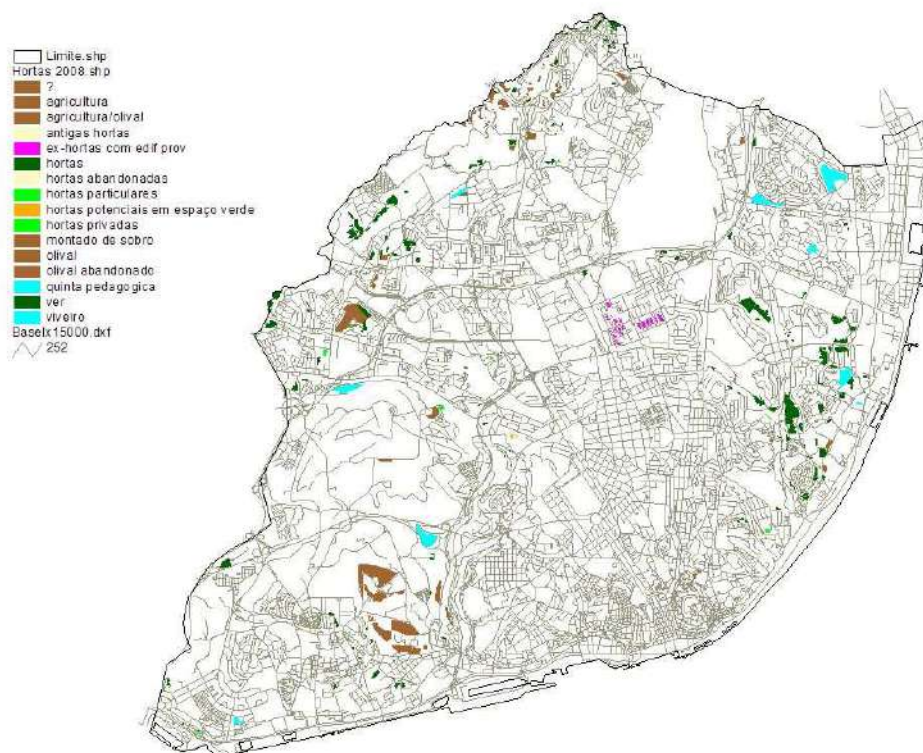 Limite.shp
Hortas 2008.shp
?
agricultura
agricultura/olival
antigas hortas
ex-hortas com edif prov
hortas
hortas abandonadas
hortas particulares
hortas potenciais em espaço verde
hortas privadas
montado de sobro
olival
olival abandonado
quinta pedagogica
ver
viveiro
Baselx15000.dxf
252